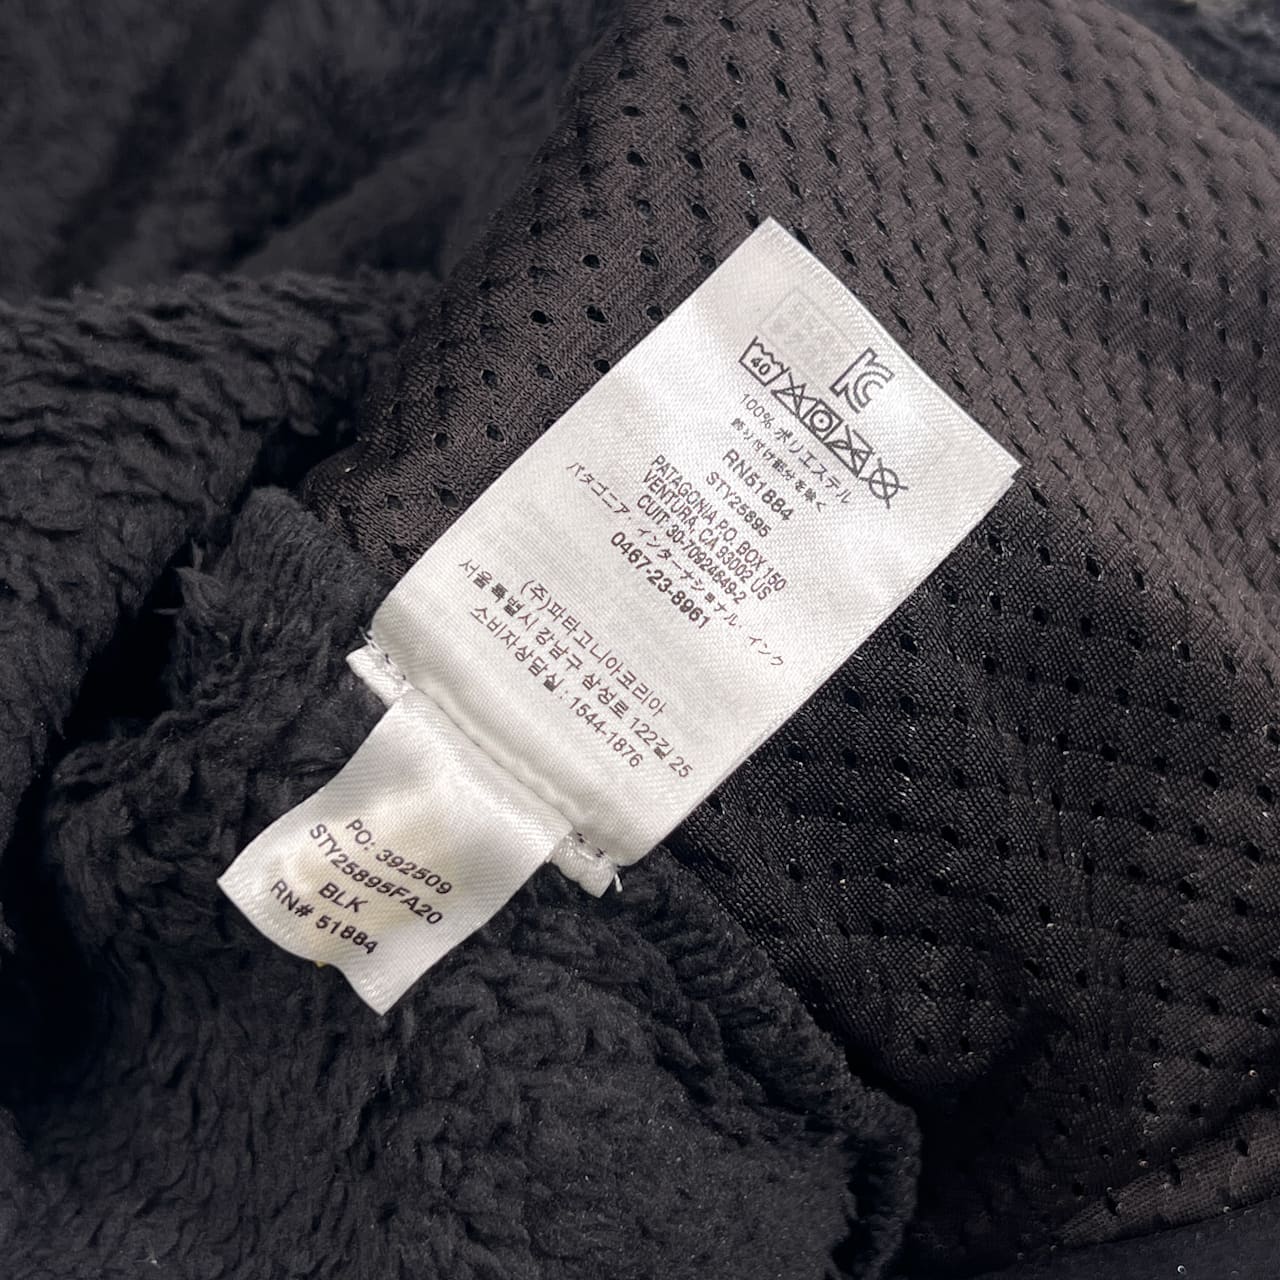 40
100% ポリエステル
飾り付け部分を除く
RN51884
STY25895
PATAGONIA P.O. BOX 150
VENTURA, CA 93002 US
CUIT 30-70924649-2
パタゴニア インターナショナル・インク
0467-23-8961
(주)파타고니아코리아
서울특별시 강남구 삼성로 122길 25
소비자상담실 : 1544-1876
PO: 392509
STY25895FA20
BLK
RN# 51884